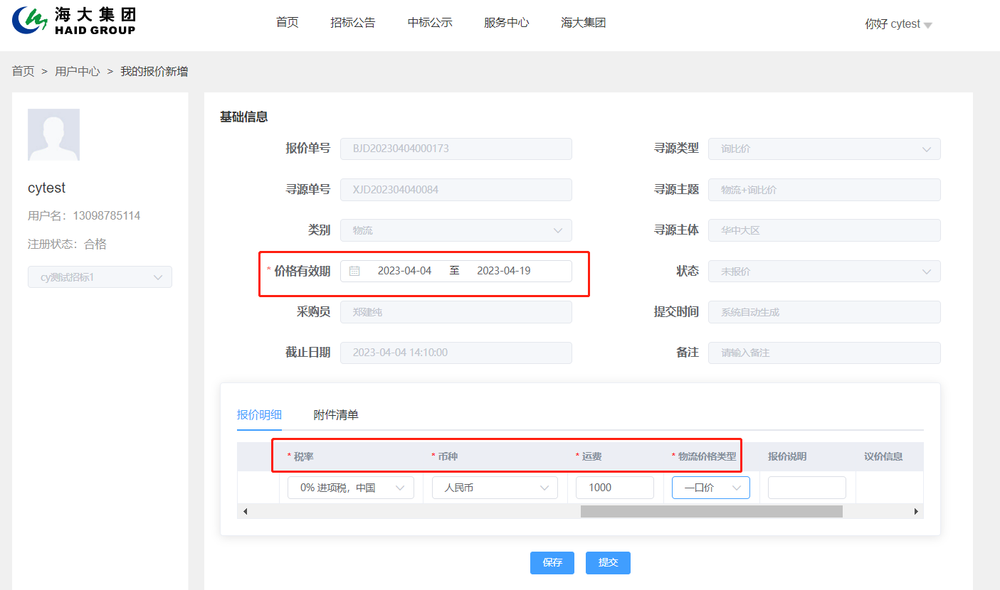 海大集团
HAID GROUP
首页 招标公告 中标公示 服务中心 海大集团 你好 cytest
首页 > 用户中心 > 我的报价新增
cytest
用户名：13098785114
注册状态：合格
cy测试招标1
基础信息
报价单号 BJD20230404000173 寻源类型 询比价
寻源单号 XJD202304040084 寻源主题 物流+询比价
类别 物流 寻源主体 华中大区
* 价格有效期 2023-04-04 至 2023-04-19 状态 未报价
采购员 郑建纯 提交时间 系统自动生成
截止日期 2023-04-04 14:10:00 备注 请输入备注
报价明细 附件清单
* 税率 * 币种 * 运费 * 物流价格类型 报价说明 议价信息
0% 进项税，中国 人民币 1000 一口价
保存 提交